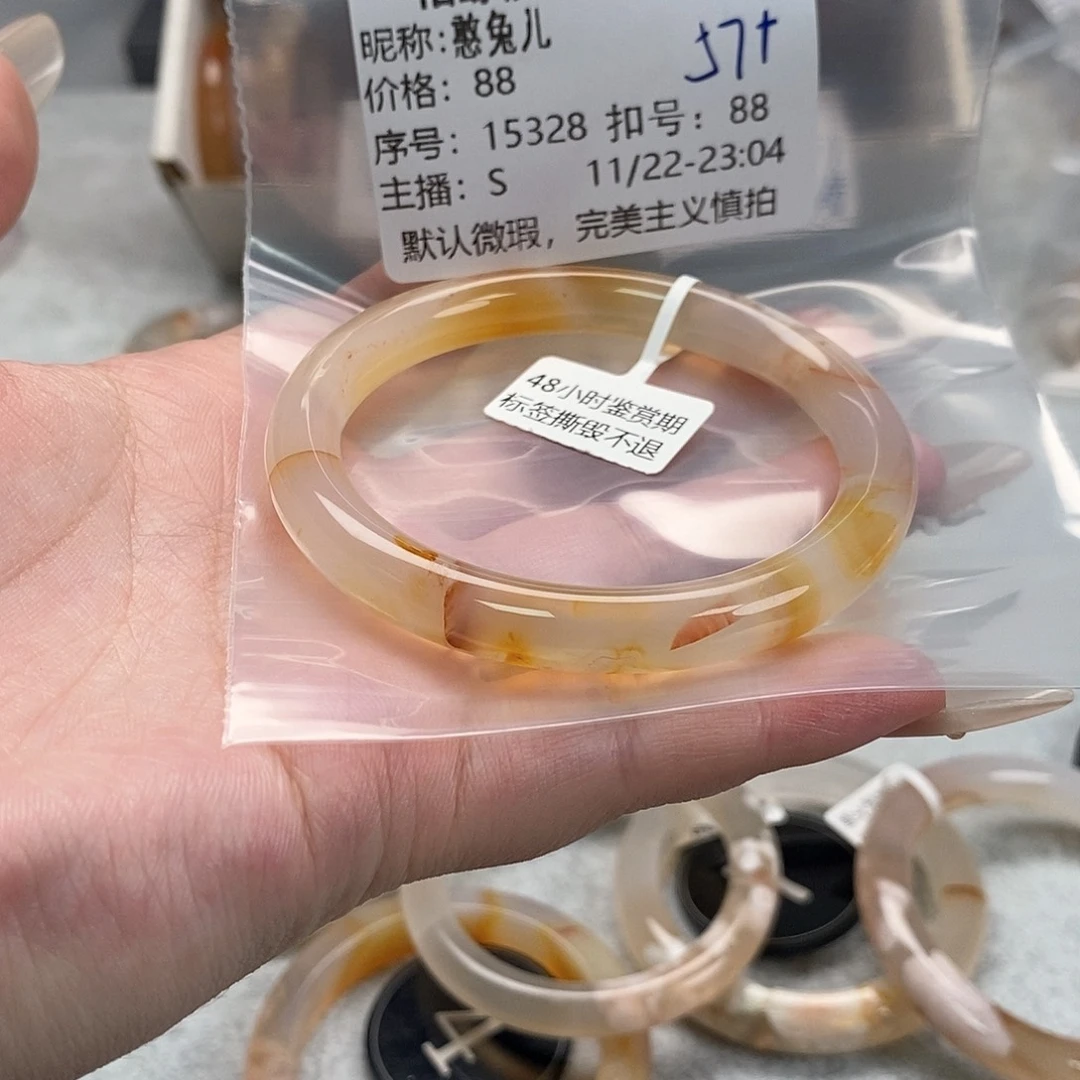 昵称:憨兔儿
57+
价格：88
序号：15328 扣号：88
主播：S 11/22-23:04
默认微瑕，完美主义慎拍
48小时鉴赏期
标签撕毁不退